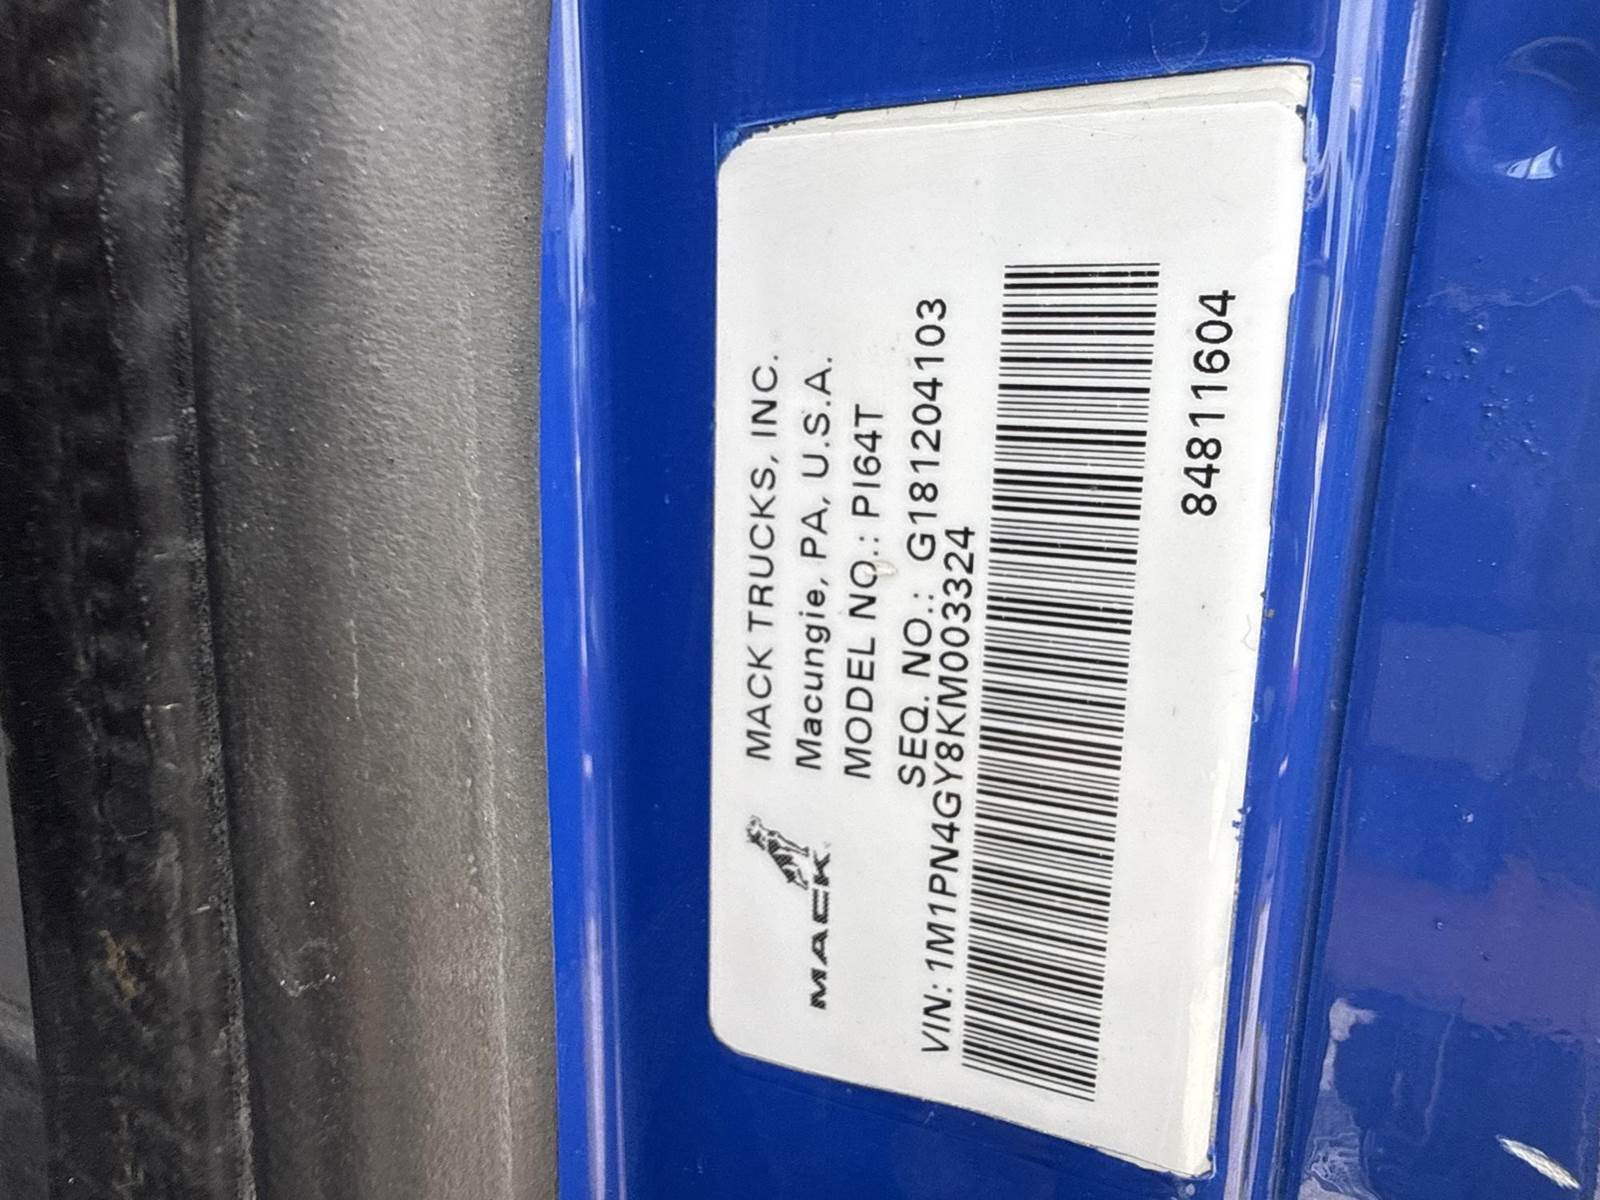 MACK
MACK TRUCKS, INC.
Macungie, PA, U.S.A.
MODEL NO.: PI64T
SEQ. NO.: G181204103
VIN: 1M1PN4GY8KM003324
84811604